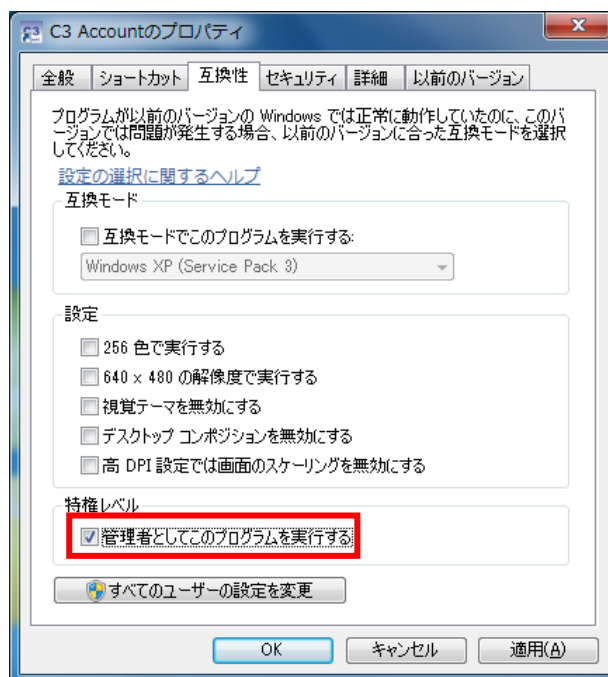 C3 Accountのプロパティ
全般 ショートカット 互換性 セキュリティ 詳細 以前のバージョン
プログラムが以前のバージョンの Windows では正常に動作していたのに、このバ
ージョンでは問題が発生する場合、以前のバージョンに合った互換モードを選択
してください。
設定の選択に関するヘルプ
互換モード
互換モードでこのプログラムを実行する:
Windows XP (Service Pack 3)
設定
256 色で実行する
640 x 480 の解像度で実行する
視覚テーマを無効にする
デスクトップ コンポジションを無効にする
高 DPI 設定では画面のスケーリングを無効にする
特権レベル
管理者としてこのプログラムを実行する
すべてのユーザーの設定を変更
OK キャンセル 適用(A)